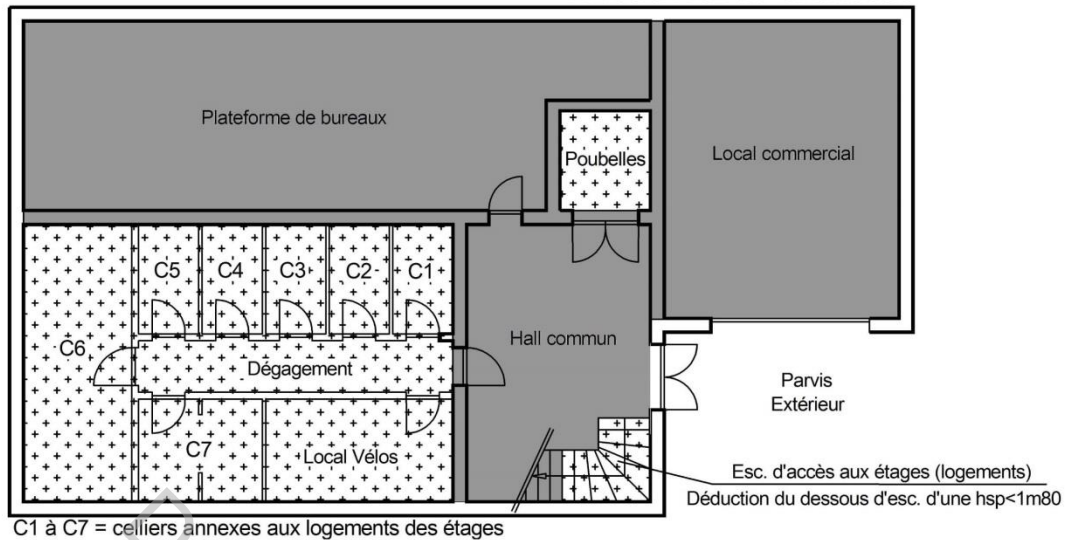 Plateforme de bureaux
Poubelles
Local commercial
C5
C4
C3
C2
C1
C6
Hall commun
Dégagement
Parvis
Extérieur
C7
Local Vélos
Esc. d'accès aux étages (logements)
Déduction du dessous d'esc. d'une hsp<1m80
C1 à C7 = celliers annexes aux logements des étages